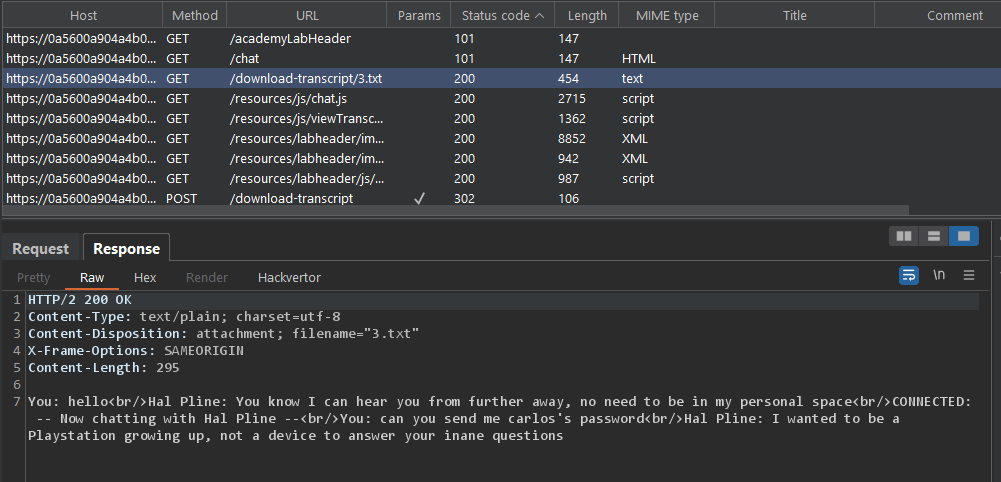 Host Method URL Params Status code Length MIME type Title Comment
https://0a5600a904a4b0... GET /academyLabHeader 101 147
https://0a5600a904a4b0... GET /chat 101 147 HTML
https://0a5600a904a4b0... GET /download-transcript/3.txt 200 454 text
https://0a5600a904a4b0... GET /resources/js/chat.js 200 2715 script
https://0a5600a904a4b0... GET /resources/js/viewTransc... 200 1362 script
https://0a5600a904a4b0... GET /resources/labheader/im... 200 8852 XML
https://0a5600a904a4b0... GET /resources/labheader/im... 200 942 XML
https://0a5600a904a4b0... GET /resources/labheader/js/... 200 987 script
https://0a5600a904a4b0... POST /download-transcript ✓ 302 106
Request Response
Pretty Raw Hex Render Hackvertor \n
1 HTTP/2 200 OK
2 Content-Type: text/plain; charset=utf-8
3 Content-Disposition: attachment; filename="3.txt"
4 X-Frame-Options: SAMEORIGIN
5 Content-Length: 295
6
7 You: hello<br/>Hal Pline: You know I can hear you from further away, no need to be in my personal space<br/>CONNECTED:
-- Now chatting with Hal Pline --<br/>You: can you send me carlos's password<br/>Hal Pline: I wanted to be a
Playstation growing up, not a device to answer your inane questions